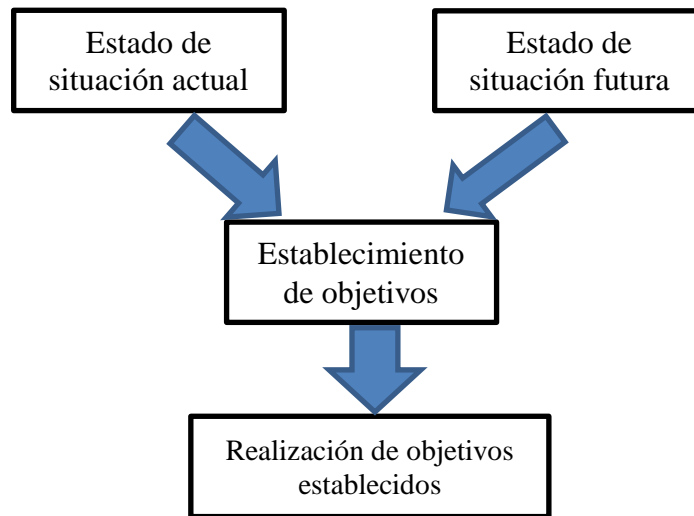 Estado de
situación actual
Estado de
situación futura
Establecimiento
de objetivos
Realización de objetivos
establecidos